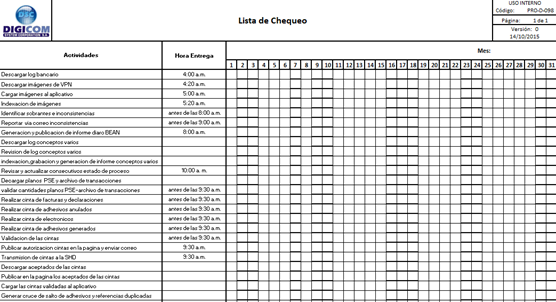 USO INTERNO
Código: PRO-D-098
Página: 1 de 1
Versión: 0
14/10/2015
DSC
DIGICOM
SYSTEM CORPORATION S.A.
Lista de Chequeo
Actividades Hora Entrega Mes:
1 2 3 4 5 6 7 8 9 10 11 12 13 14 15 16 17 18 19 20 21 22 23 24 25 26 27 28 29 30 31
Descargar log bancario 4:00 a.m.
Descargar imágenes de VPN 4:20 a.m.
Cargar imágenes al aplicativo 5:00 a.m.
Indexacion de imágenes 5:20 a.m.
Identificar sobrantes e inconsistencias antes de las 8:00 a.m.
Reportar via correo inconsistencias antes de las 9:00 a.m.
Generacion y publicacion de informe diaro BEAN 8:00 a.m.
Descargar log conceptos varios
Revision de log conceptos varios
Indexacion,grabacion y generacion de informe conceptos varios
Revisar y actualizar consecutivos estado de proceso 10:00 a. m.
Decargar planos PSE y archivo de transacciones
validar cantidades planos PSE-archivo de transacciones antes de las 9:30 a.m.
Realizar cinta de facturas y declaraciones antes de las 9:30 a.m.
Realizar cinta de adhesivos anulados antes de las 9:30 a.m.
Realizar cinta de electronicos antes de las 9:30 a.m.
Realizar cinta de adhesivos generados antes de las 9:30 a.m.
Validacion de las cintas antes de las 9:30 a.m.
Publicar autorizacion cintas en la pagina y enviar correo 9:30 a.m.
Transmision de cintas a la SHD 9:30 a.m.
Descargar aceptados de las cintas
Publicar en la pagina los aceptados de las cintas
Cargar las cintas validadas al aplicativo
Generar cruce de salto de adhesivos y referencias duplicadas